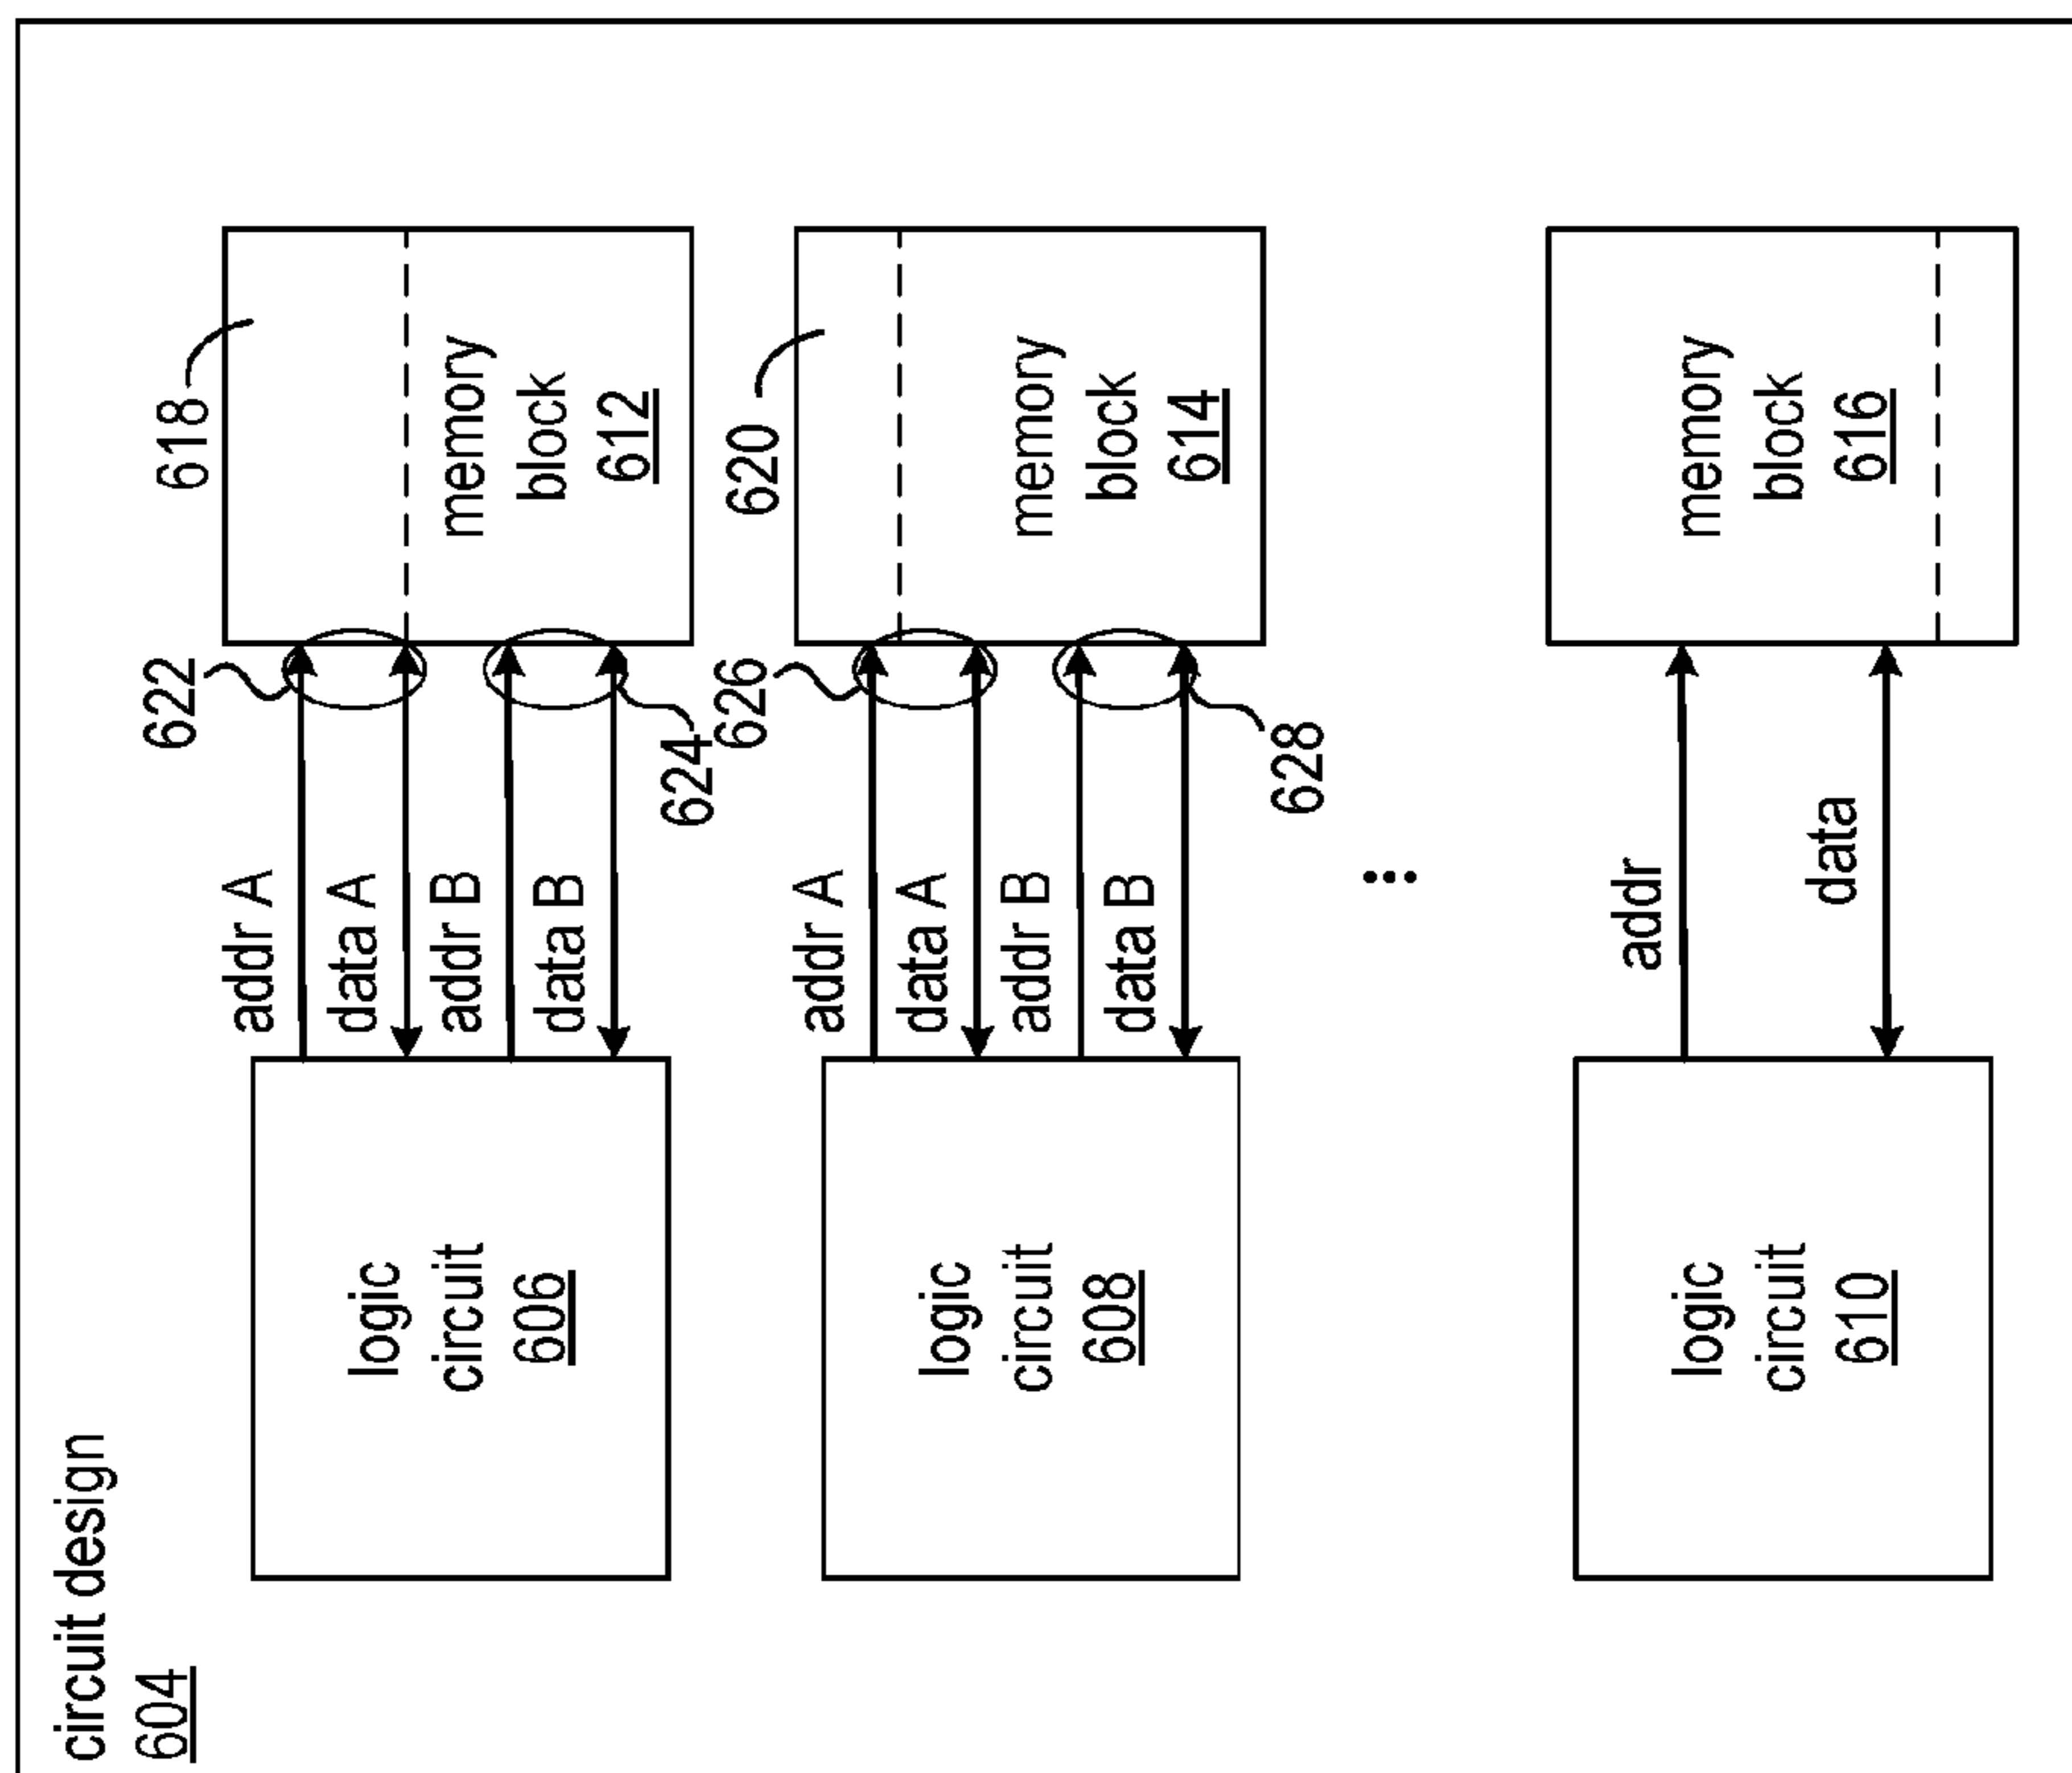 circuit design
604
logic
circuit
606
addr A
data A
addr B
data B
622
624
618
memory
block
612
logic
circuit
608
addr A
data A
addr B
data B
626
628
620
memory
block
614
logic
circuit
610
addr
data
memory
block
616